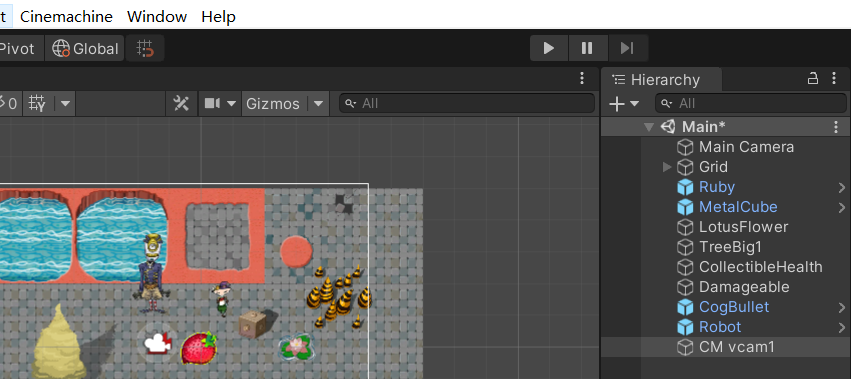 t Cinemachine Window Help
Pivot Global
Hierarchy
0 Gizmos All
All
Main*
Main Camera
Grid
Ruby
MetalCube
LotusFlower
TreeBig1
CollectibleHealth
Damageable
CogBullet
Robot
CM vcam1